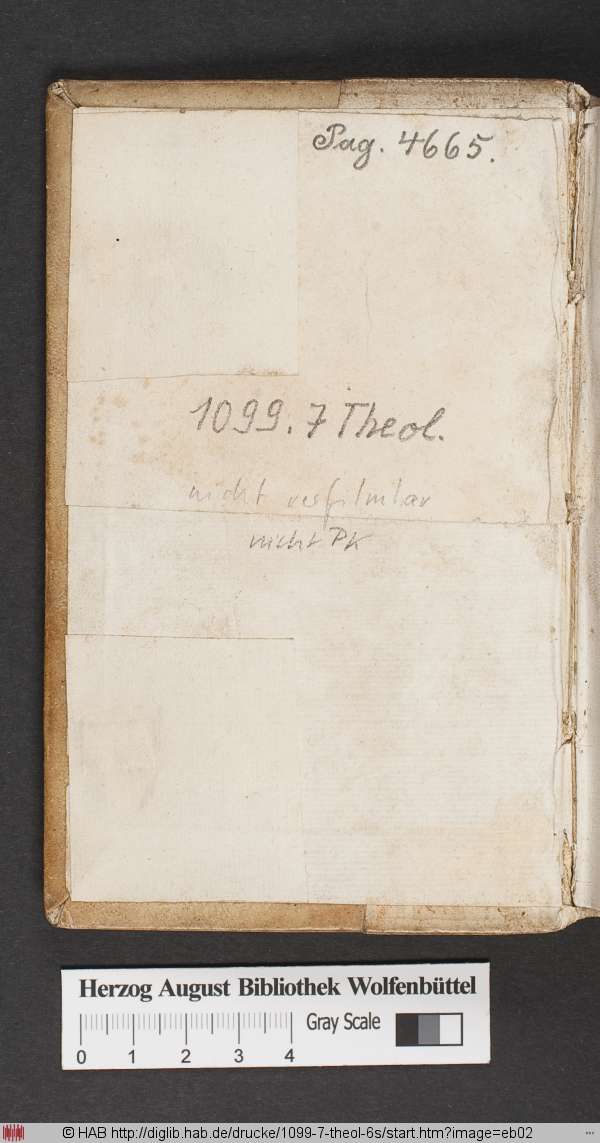 Pag. 4665.
1099. 7 Theol.
nicht verfilmbar
nicht PK
Herzog August Bibliothek Wolfenbüttel
Gray Scale
0 1 2 3 4
© HAB http://diglib.hab.de/drucke/1099-7-theol-6s/start.htm?image=eb02